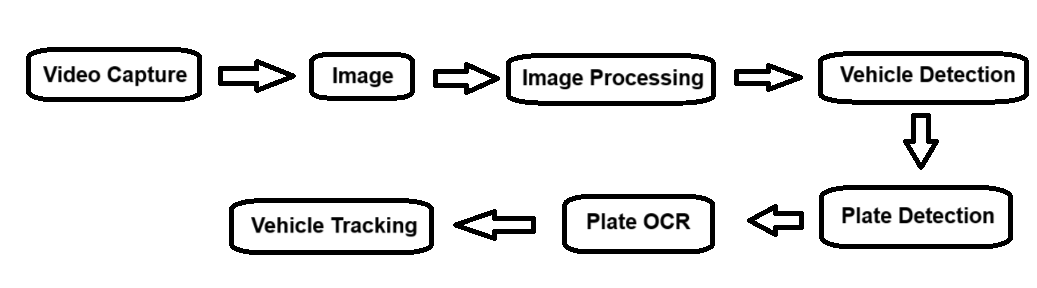 Video Capture
Image
Image Processing
Vehicle Detection
Plate Detection
Plate OCR
Vehicle Tracking